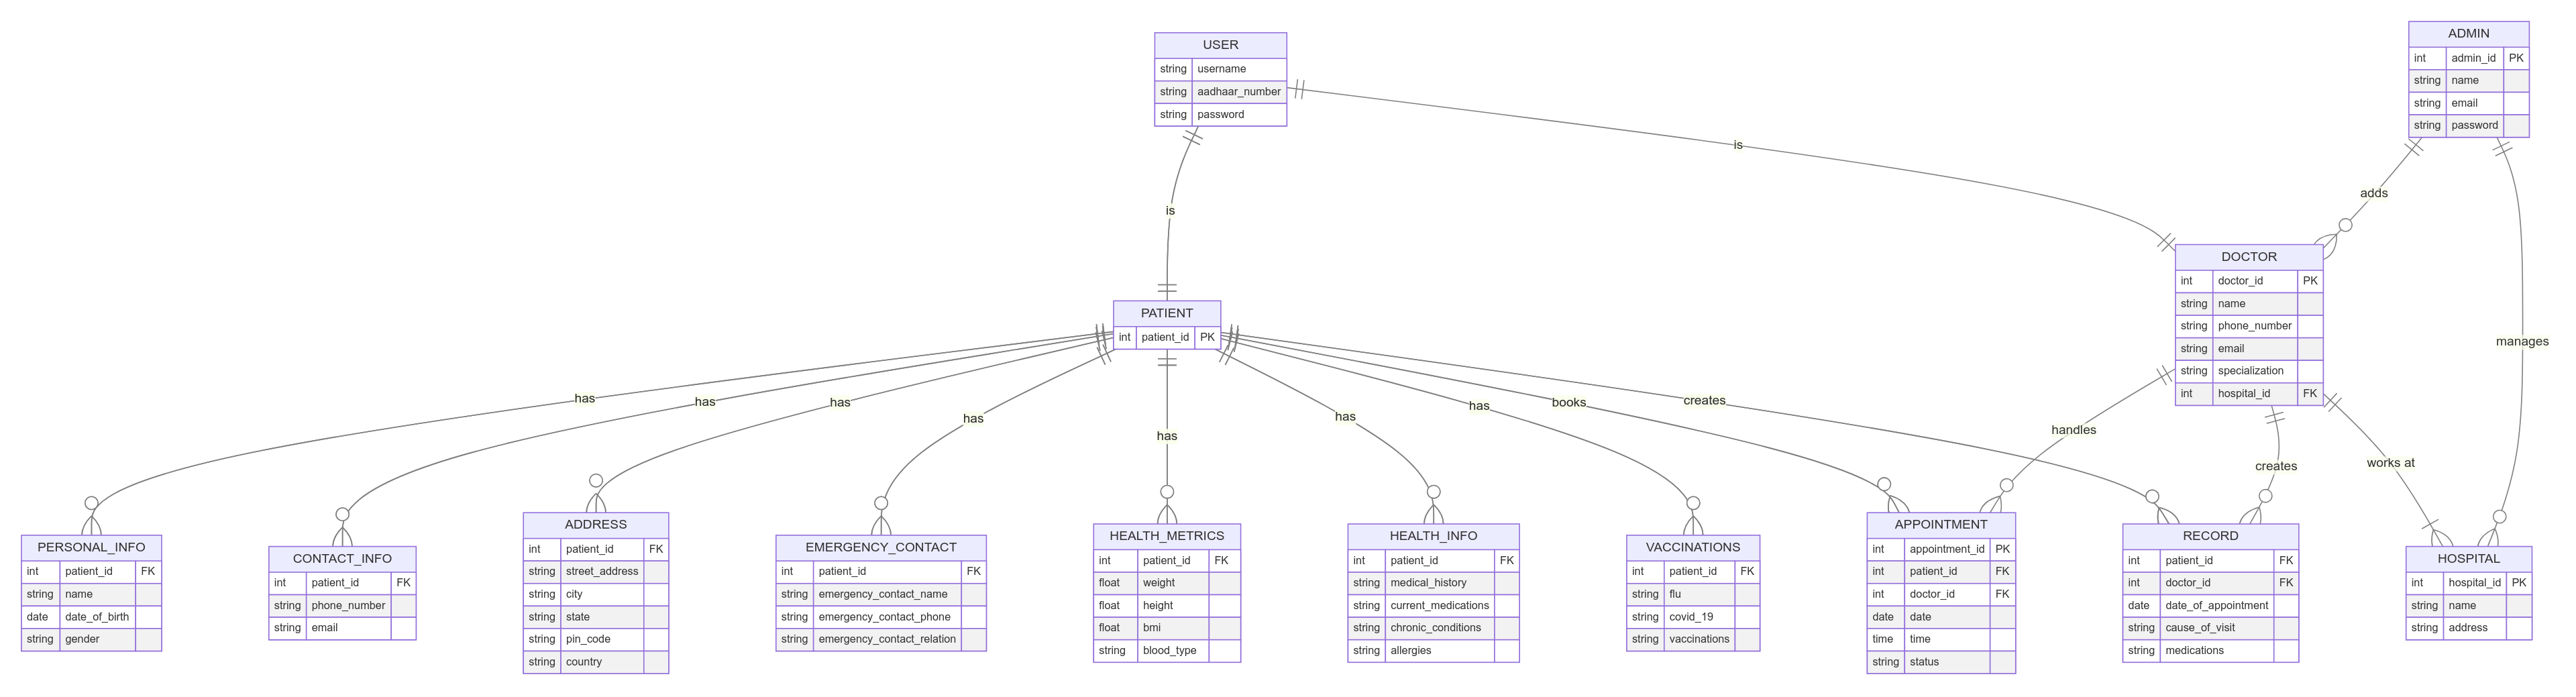 USER
string username
string aadhaar_number
string password
ADMIN
int admin_id PK
string name
string email
string password
is
is
adds
manages
DOCTOR
int doctor_id PK
string name
string phone_number
string email
string specialization
int hospital_id FK
PATIENT
int patient_id PK
has
has
has
has
has
has
has
books
creates
handles
creates
works at
PERSONAL_INFO
int patient_id FK
string name
date date_of_birth
string gender
CONTACT_INFO
int patient_id FK
string phone_number
string email
ADDRESS
int patient_id FK
string street_address
string city
string state
string pin_code
string country
EMERGENCY_CONTACT
int patient_id FK
string emergency_contact_name
string emergency_contact_phone
string emergency_contact_relation
HEALTH_METRICS
int patient_id FK
float weight
float height
float bmi
string blood_type
HEALTH_INFO
int patient_id FK
string medical_history
string current_medications
string chronic_conditions
string allergies
VACCINATIONS
int patient_id FK
string flu
string covid_19
string vaccinations
APPOINTMENT
int appointment_id PK
int patient_id FK
int doctor_id FK
date date
time time
string status
RECORD
int patient_id FK
int doctor_id FK
date date_of_appointment
string cause_of_visit
string medications
HOSPITAL
int hospital_id PK
string name
string address